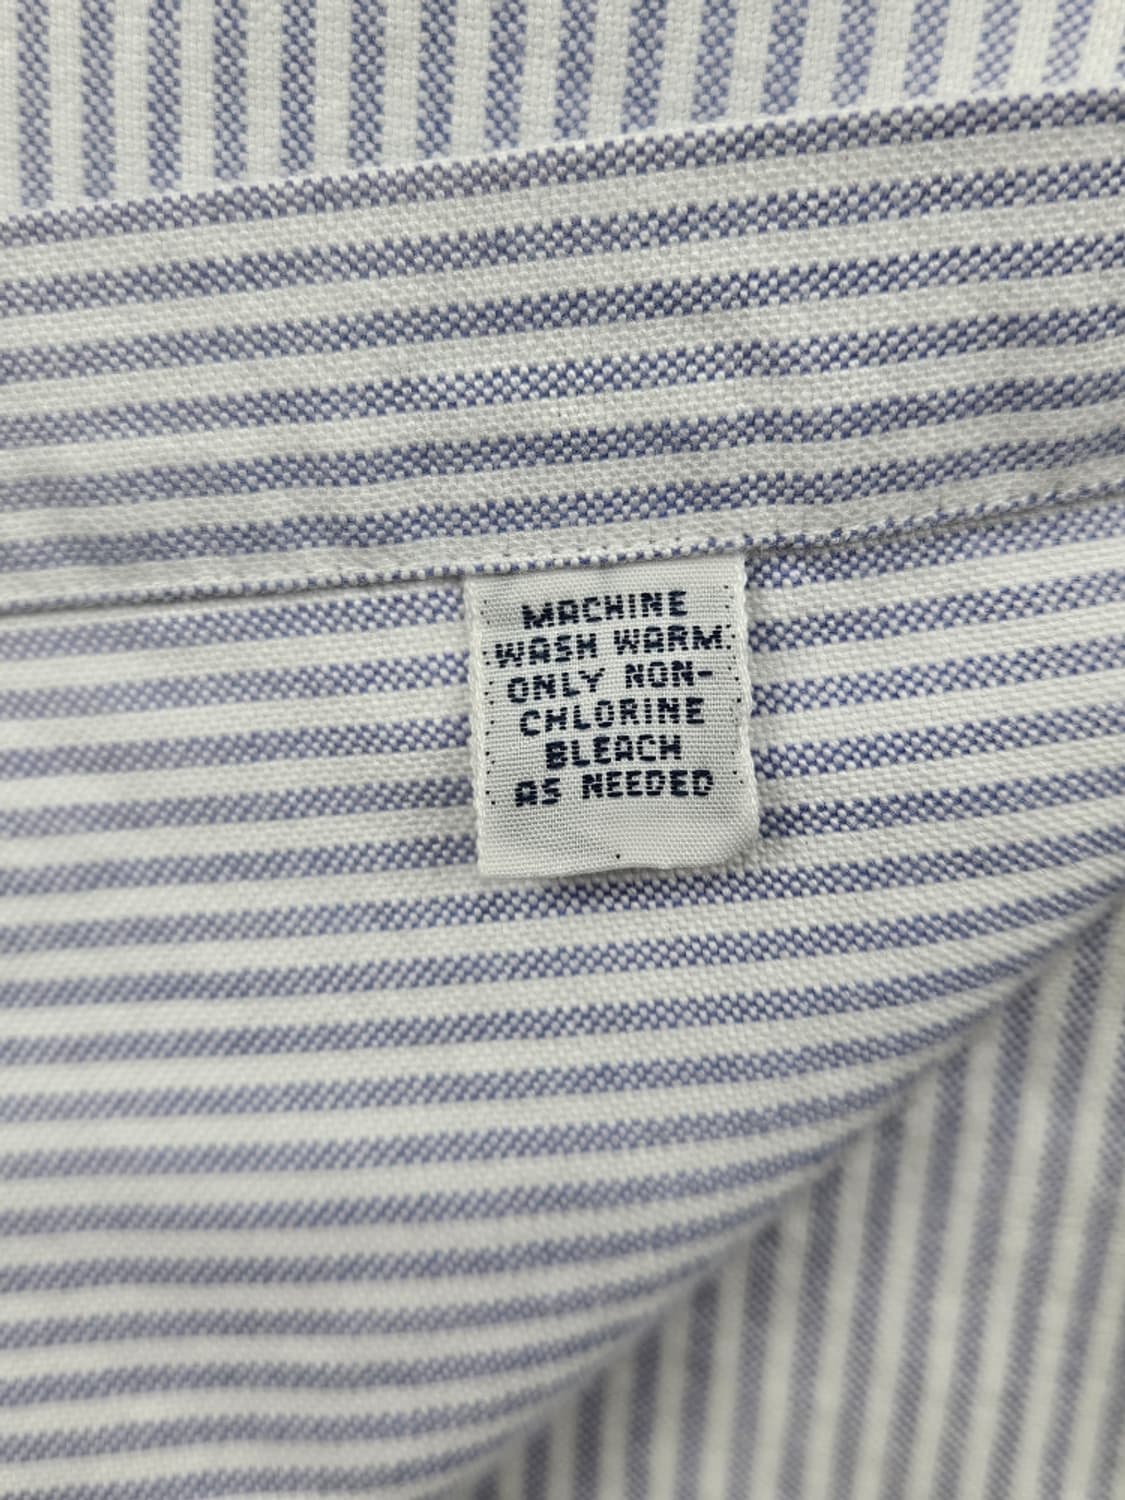 MACHINE
WASH WARM
ONLY NON-
CHLORINE
BLEACH
AS NEEDED